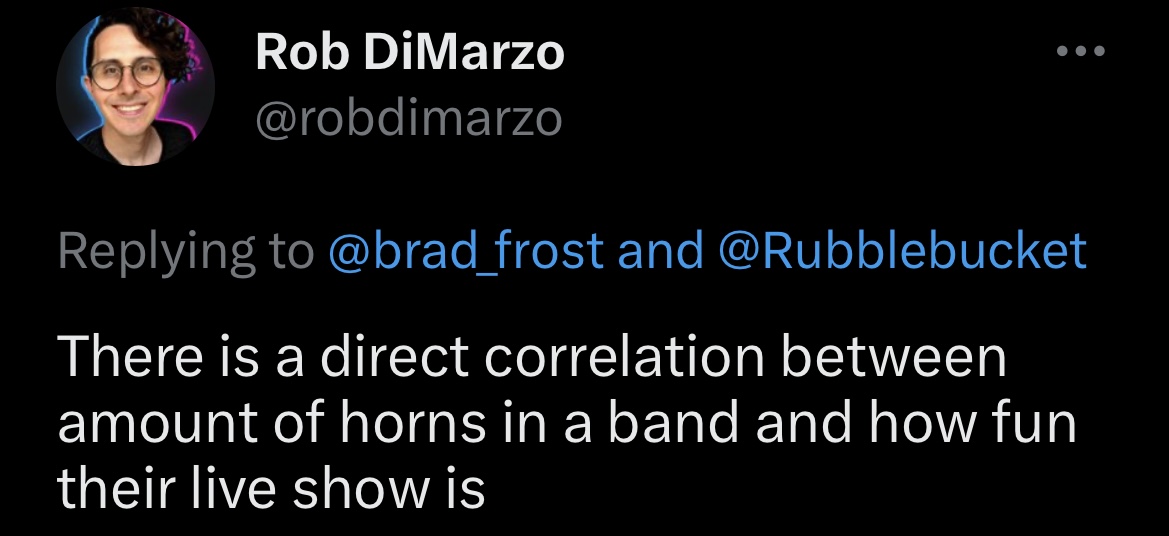 Rob DiMarzo
@robdimarzo
Replying to @brad_frost and @Rubblebucket
There is a direct correlation between
amount of horns in a band and how fun
their live show is